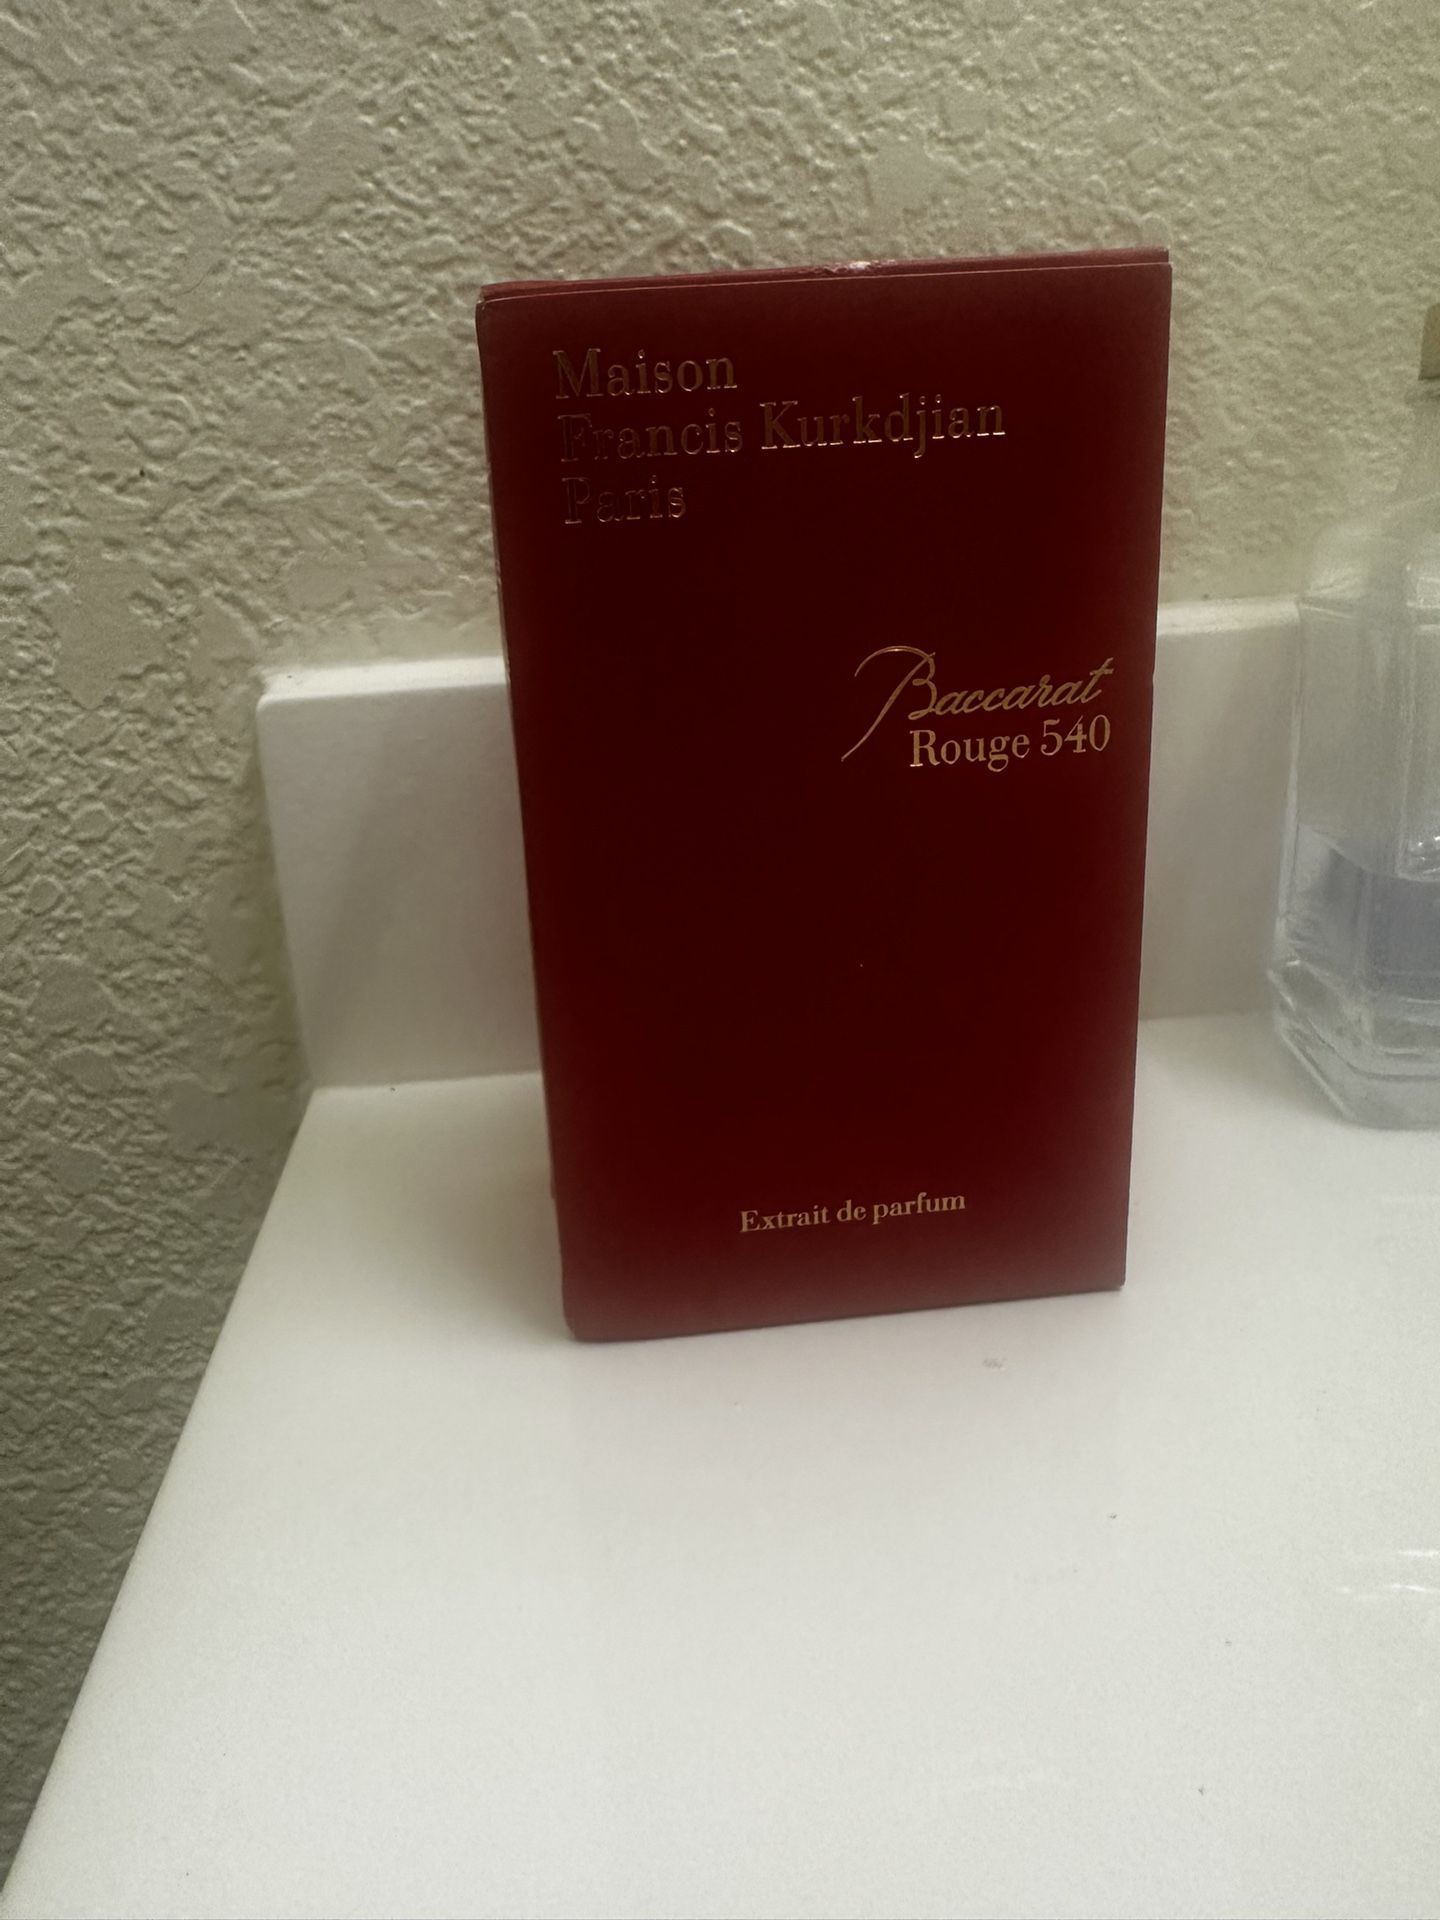 Maison
Francis Kurkdjian
Paris
Baccarat
Rouge 540
Extrait de parfum